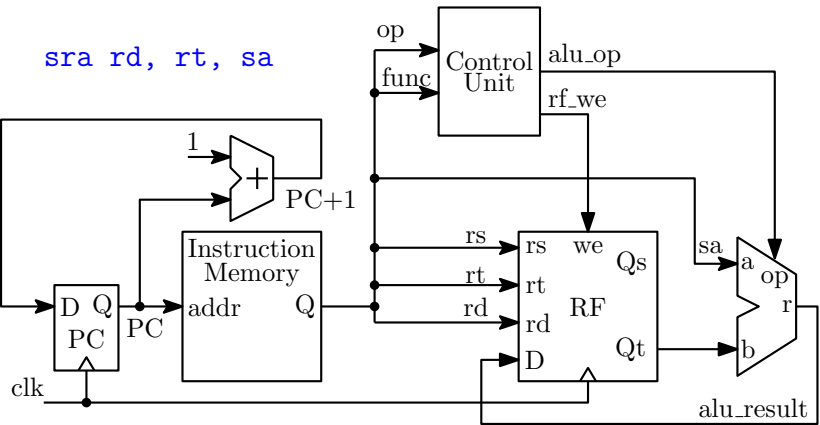 sra rd, rt, sa
op
func
Control
Unit
alu_op
rf_we
1
+
PC+1
Instruction
Memory
addr
Q
D
Q
PC
PC
clk
rs
rt
rd
rs
rt
rd
D
we
RF
Qs
Qt
sa
a
b
op
r
alu_result